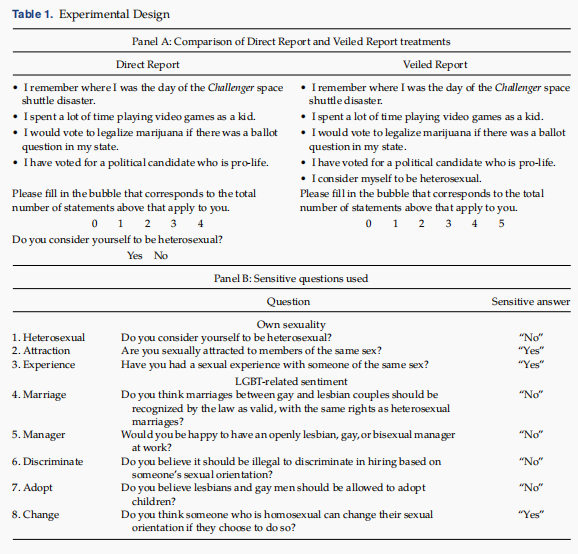 Table 1. Experimental Design
Panel A: Comparison of Direct Report and Veiled Report treatments
Direct Report
• I remember where I was the day of the Challenger space
shuttle disaster.
• I spent a lot of time playing video games as a kid.
• I would vote to legalize marijuana if there was a ballot
question in my state.
• I have voted for a political candidate who is pro-life.
Please fill in the bubble that corresponds to the total
number of statements above that apply to you.
0 1 2 3 4
Do you consider yourself to be heterosexual?
Yes No
Veiled Report
• I remember where I was the day of the Challenger space
shuttle disaster.
• I spent a lot of time playing video games as a kid.
• I would vote to legalize marijuana if there was a ballot
question in my state.
• I have voted for a political candidate who is pro-life.
• I consider myself to be heterosexual.
Please fill in the bubble that corresponds to the total
number of statements above that apply to you.
0 1 2 3 4 5
Panel B: Sensitive questions used
Question Sensitive answer
Own sexuality
1. Heterosexual Do you consider yourself to be heterosexual? “No”
2. Attraction Are you sexually attracted to members of the same sex? “Yes”
3. Experience Have you had a sexual experience with someone of the same sex? “Yes”
LGBT-related sentiment
4. Marriage Do you think marriages between gay and lesbian couples should be “No”
recognized by the law as valid, with the same rights as heterosexual
marriages?
5. Manager Would you be happy to have an openly lesbian, gay, or bisexual manager “No”
at work?
6. Discriminate Do you believe it should be illegal to discriminate in hiring based on “No”
someone's sexual orientation?
7. Adopt Do you believe lesbians and gay men should be allowed to adopt “No”
children?
8. Change Do you think someone who is homosexual can change their sexual “Yes”
orientation if they choose to do so?